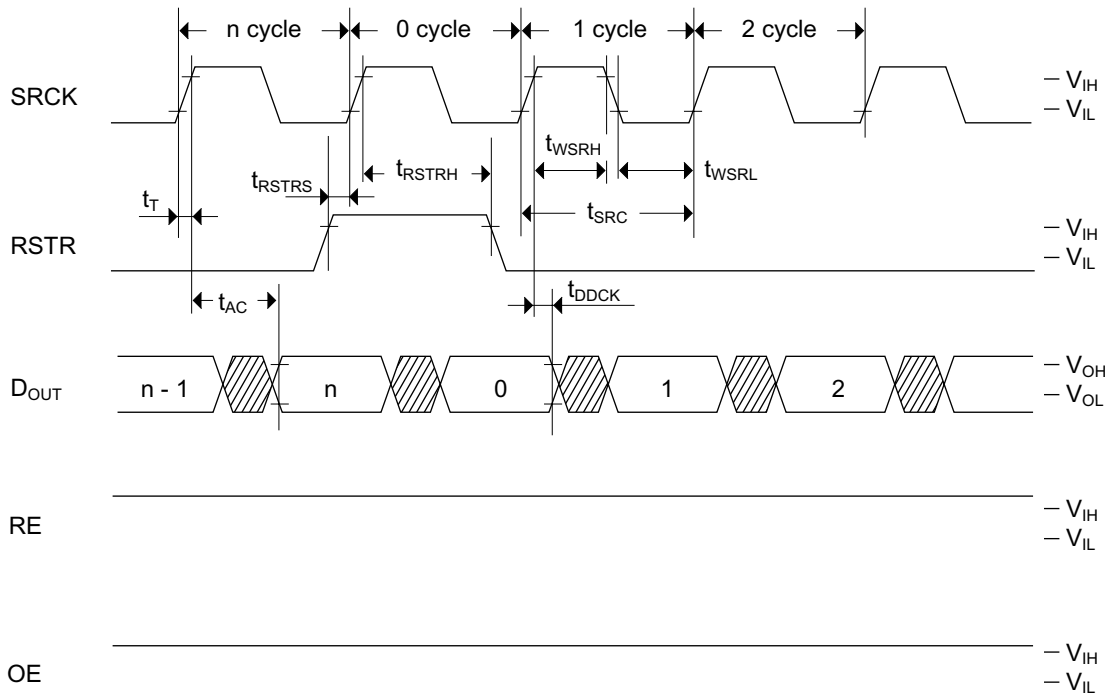 n cycle 0 cycle 1 cycle 2 cycle
SRCK
V_IH
V_IL
t_WSRH
t_RSTRS t_RSTRH t_WSRL
t_T t_SRC
RSTR
V_IH
V_IL
t_AC t_DDCK
D_OUT n - 1 n 0 1 2
V_OH
V_OL
RE
V_IH
V_IL
OE
V_IH
V_IL